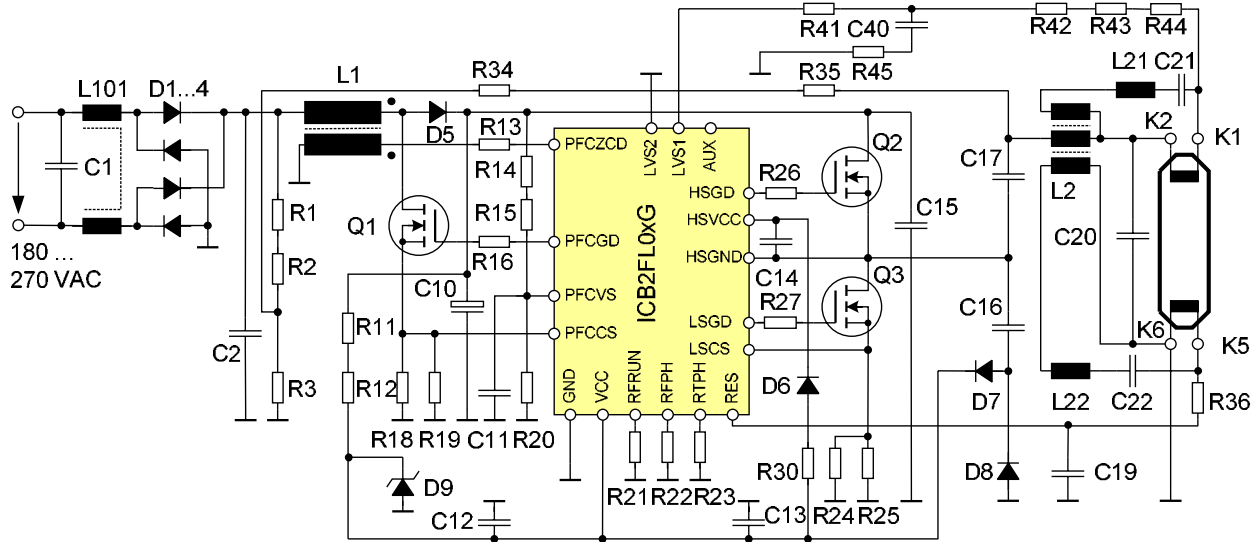 R41
C40
R42
R43
R44
R45
L21
C21
L101
D1...4
L1
R34
R35
D5
R13
K2
K1
C1
PFCZCD
LVS2
LVS1
AUX
Q2
C17
L2
R14
HSGD
R26
R1
R15
Q1
HSVCC
C15
C20
PFCGD
R16
ICB2FL0xG
HSGND
C14
180 ...
270 VAC
R2
C10
PFCVS
Q3
R27
C16
R11
PFCCS
LSGD
K6
K5
C2
LSCS
R3
R12
D6
D7
GND
VCC
RFRUN
RFPH
RTPH
RES
L22
C22
R36
R18
R19
C11
R20
R30
D8
C19
D9
R21
R22
R23
C12
C13
R24
R25